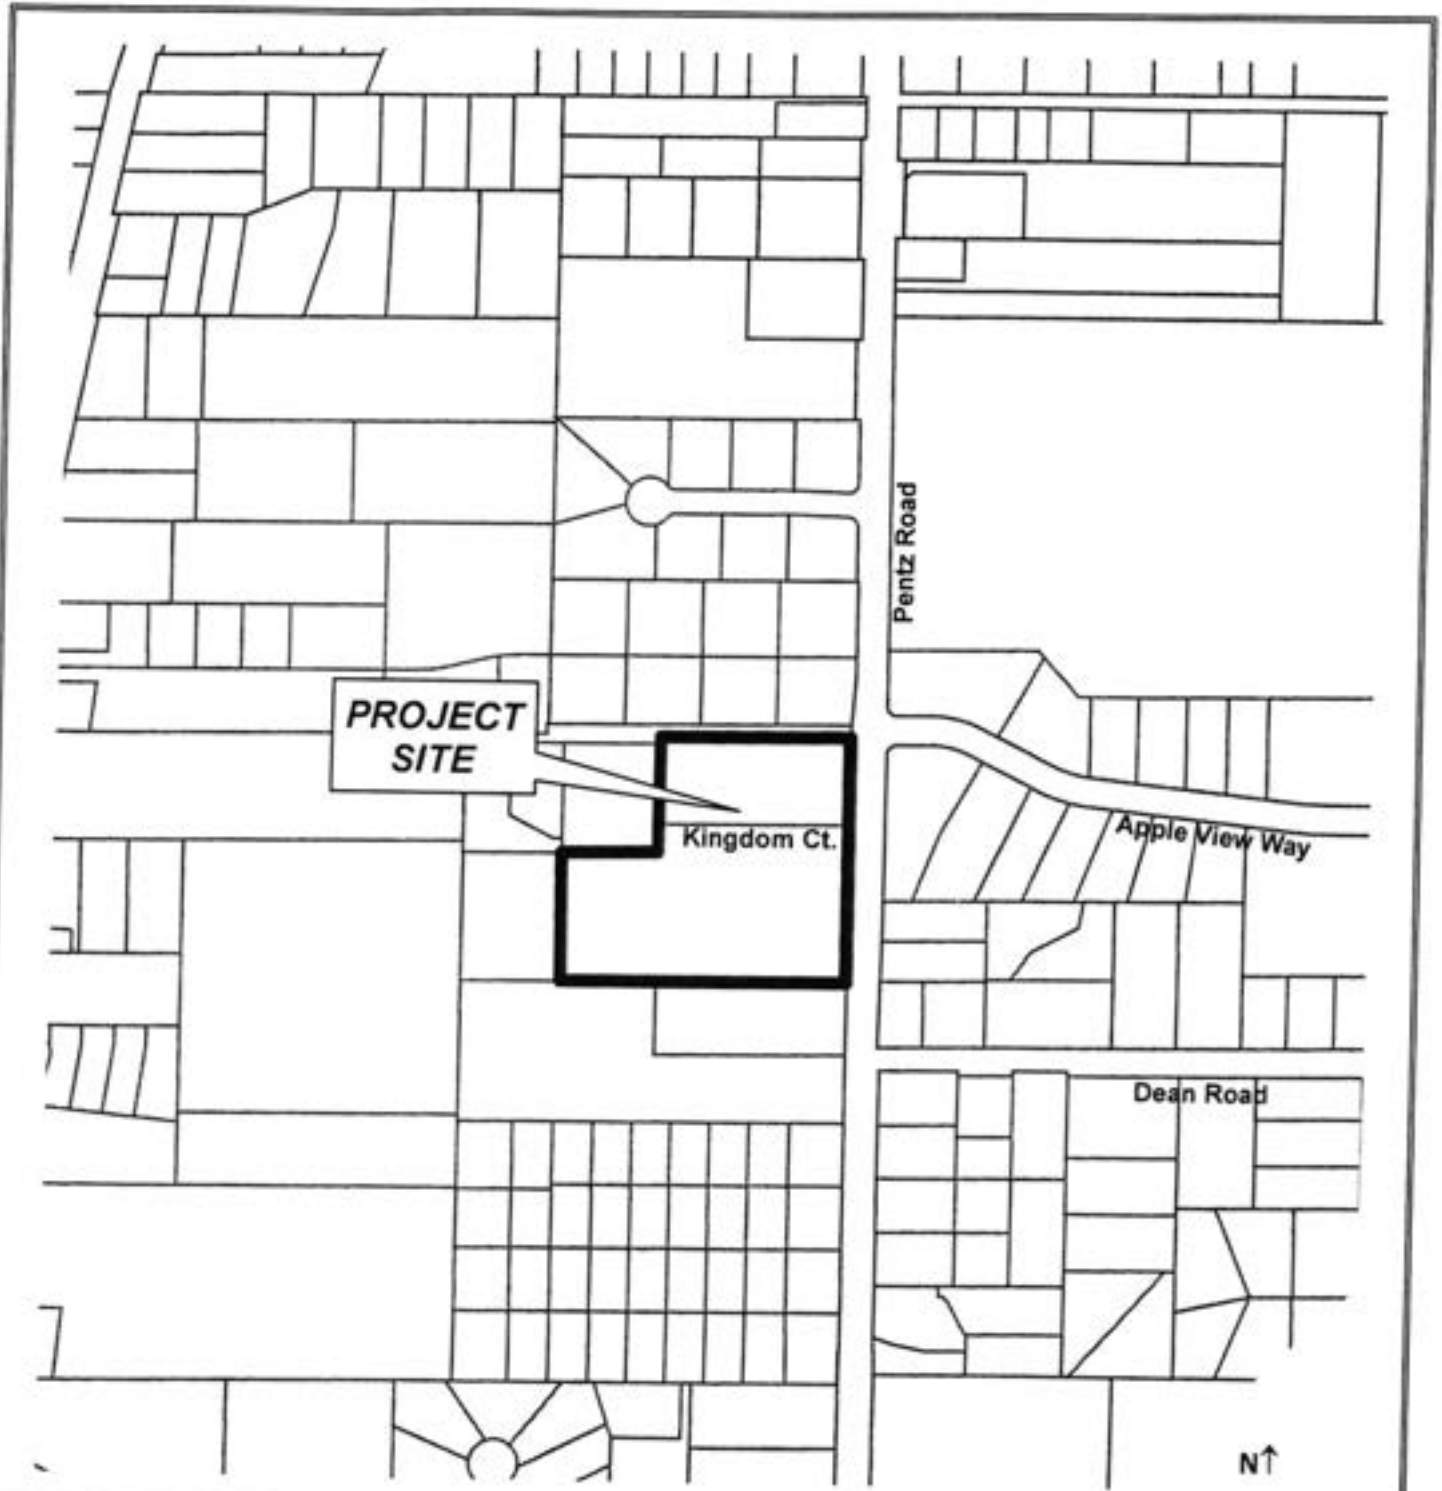 Pentz Road
PROJECT
SITE
Kingdom Ct.
Apple View Way
Dean Road
N↑